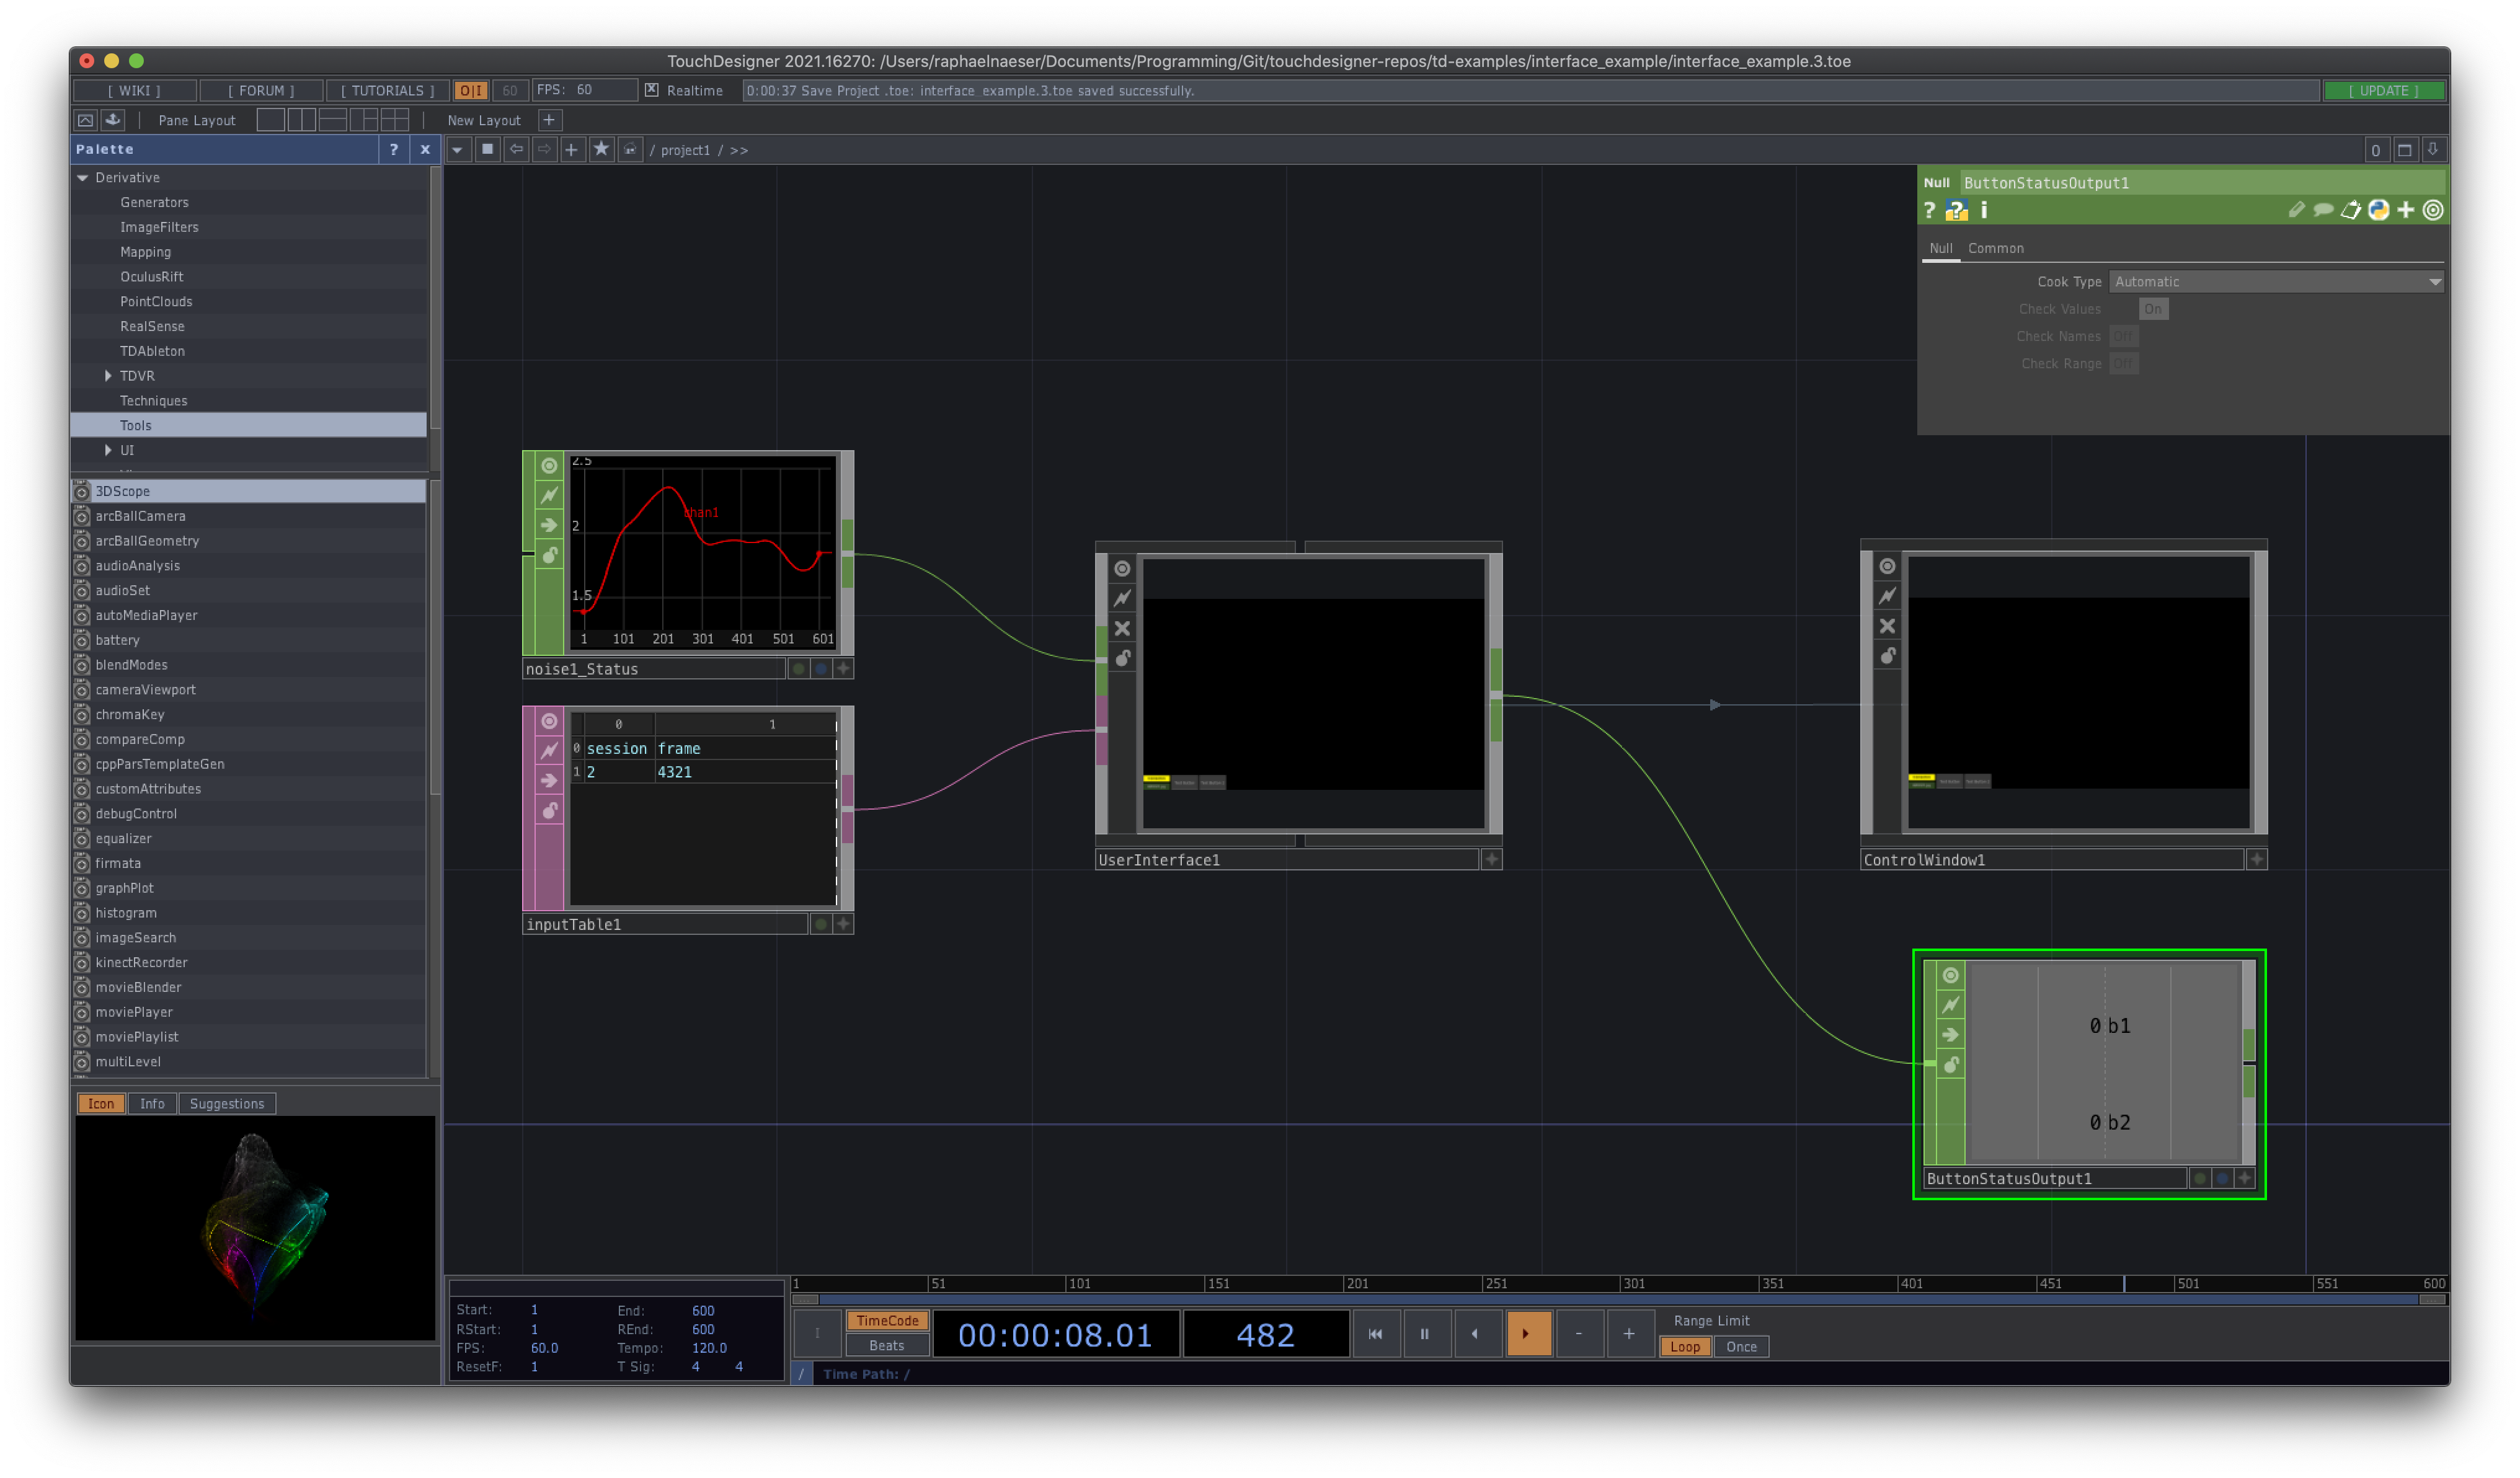 TouchDesigner 2021.16270: /Users/raphaelnaeser/Documents/Programming/Git/touchdesigner-repos/td-examples/interface_example/interface_example.3.toe
[ WIKI ] [ FORUM ] [ TUTORIALS ] O|I 60 FPS: 60 Realtime 0:00:37 Save Project .toe: interface_example.3.toe saved successfully. [ UPDATE ]
Pane Layout New Layout +
Palette ? x
/ project1 / >> 0
Derivative
Generators
ImageFilters
Mapping
OculusRift
PointClouds
RealSense
TDAbleton
TDVR
Techniques
Tools
UI
3DScope
arcBallCamera
arcBallGeometry
audioAnalysis
audioSet
autoMediaPlayer
battery
blendModes
cameraViewport
chromaKey
compareComp
cppParsTemplateGen
customAttributes
debugControl
equalizer
firmata
graphPlot
histogram
imageSearch
kinectRecorder
movieBlender
moviePlayer
moviePlaylist
multiLevel
Icon Info Suggestions
Null ButtonStatusOutput1
? ? i
Null Common
Cook Type Automatic
Check Values On
Check Names Off
Check Range Off
2.5
chan1
2
1.5
1 101 201 301 401 501 601
noise1_Status
0 1
0 session frame
1 2 4321
inputTable1
UserInterface1
ControlWindow1
0 b1
0 b2
ButtonStatusOutput1
1 51 101 151 201 251 301 351 401 451 501 551 600
Start: 1 End: 600
RStart: 1 REnd: 600
FPS: 60.0 Tempo: 120.0
ResetF: 1 T Sig: 4 4
I TimeCode Beats 00:00:08.01 482 - + Range Limit
Loop Once
/ Time Path: /